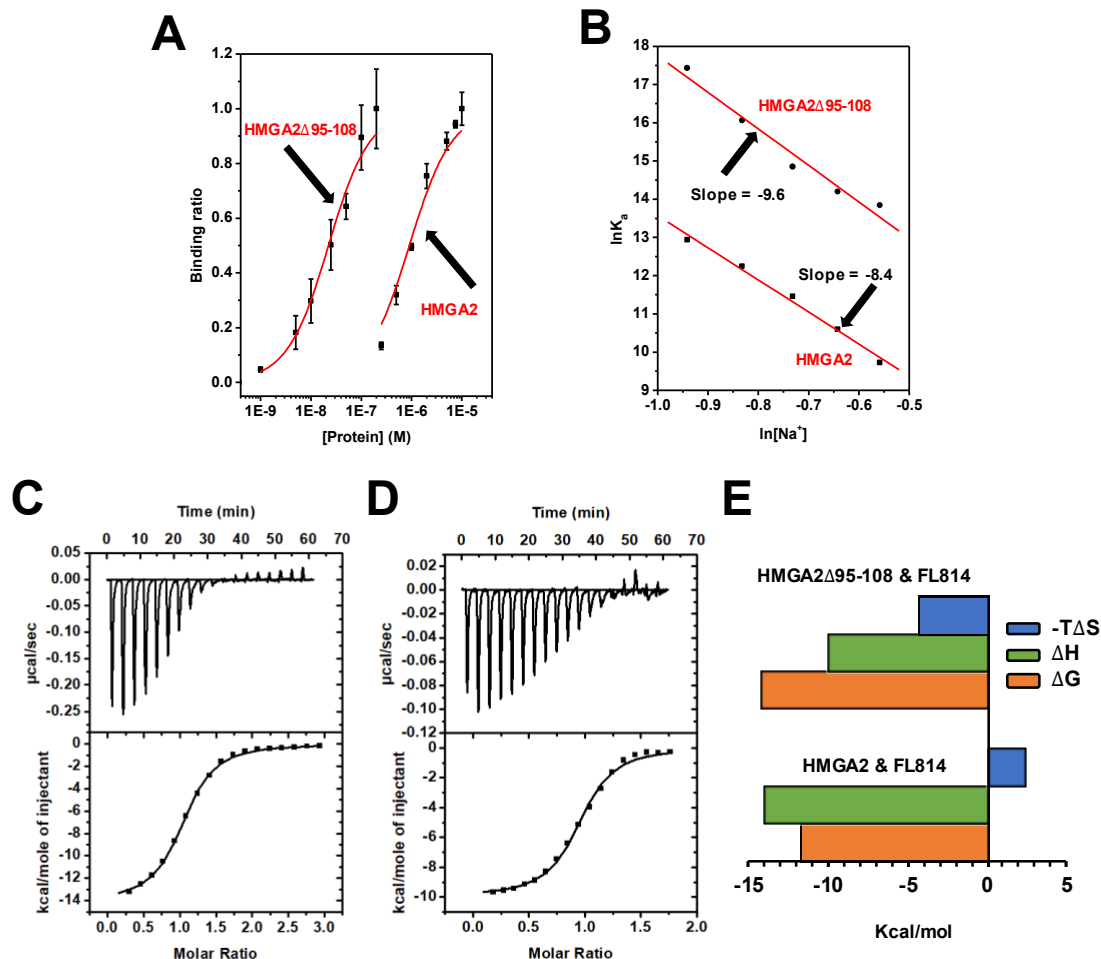 A
1.2
1.0
0.8
0.6
0.4
0.2
0.0
Binding ratio
HMGA2Δ95-108
HMGA2
1E-9 1E-8 1E-7 1E-6 1E-5
[Protein] (M)
B
18
17
16
15
14
13
12
11
10
9
lnKa
HMGA2Δ95-108
Slope = -9.6
Slope = -8.4
HMGA2
-1.0 -0.9 -0.8 -0.7 -0.6 -0.5
ln[Na⁺]
C
Time (min)
0 10 20 30 40 50 60 70
0.05
0.00
-0.05
-0.10
-0.15
-0.20
-0.25
µcal/sec
0
-2
-4
-6
-8
-10
-12
-14
kcal/mole of injectant
0.0 0.5 1.0 1.5 2.0 2.5 3.0
Molar Ratio
D
Time (min)
0 10 20 30 40 50 60 70
0.02
0.00
-0.02
-0.04
-0.06
-0.08
-0.10
-0.12
µcal/sec
0
-2
-4
-6
-8
-10
kcal/mole of injectant
0.0 0.5 1.0 1.5 2.0
Molar Ratio
E
HMGA2Δ95-108 & FL814
-TΔS
ΔH
ΔG
HMGA2 & FL814
-15 -10 -5 0 5
Kcal/mol